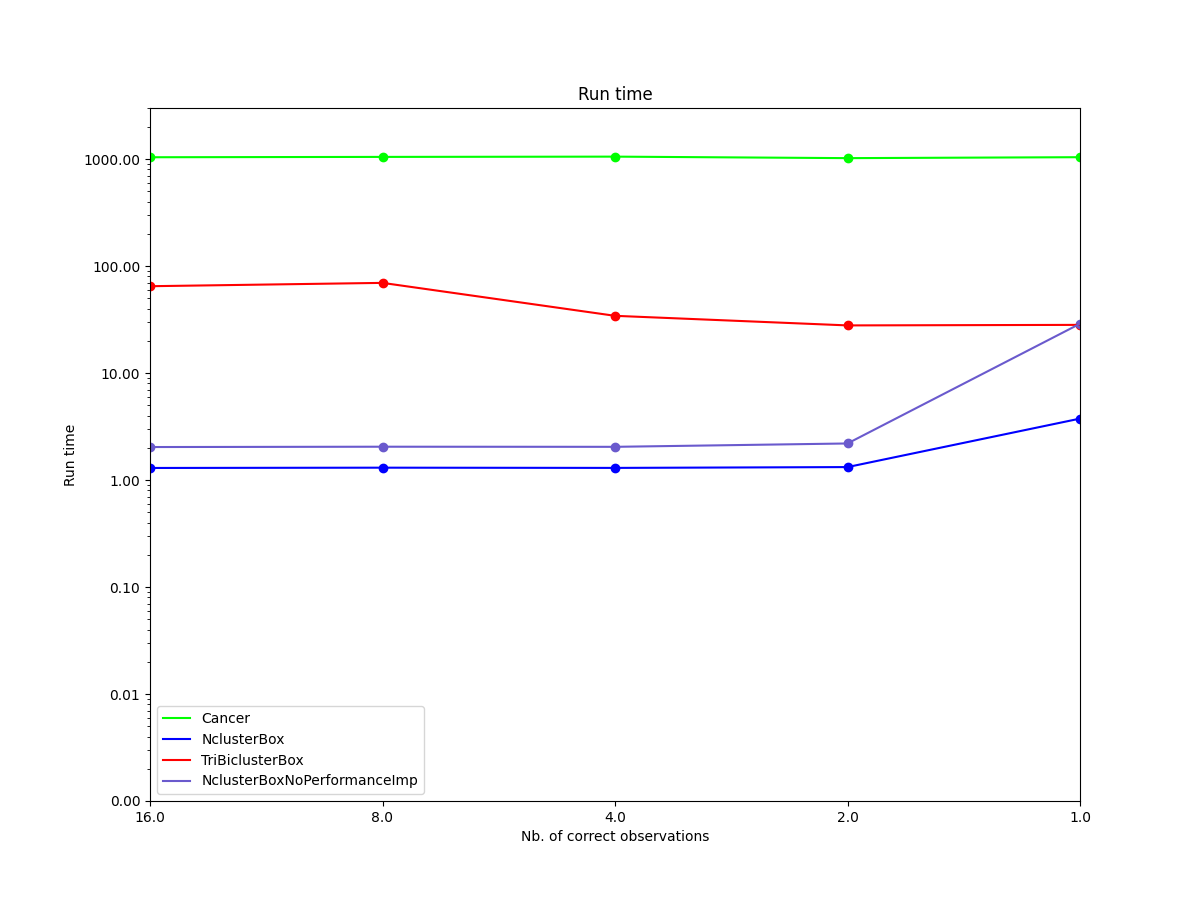 Run time
1000.00
100.00
10.00
1.00
0.10
0.01
0.00
Run time
Cancer
NclusterBox
TriBiclusterBox
NclusterBoxNoPerformanceImp
16.0 8.0 4.0 2.0 1.0
Nb. of correct observations